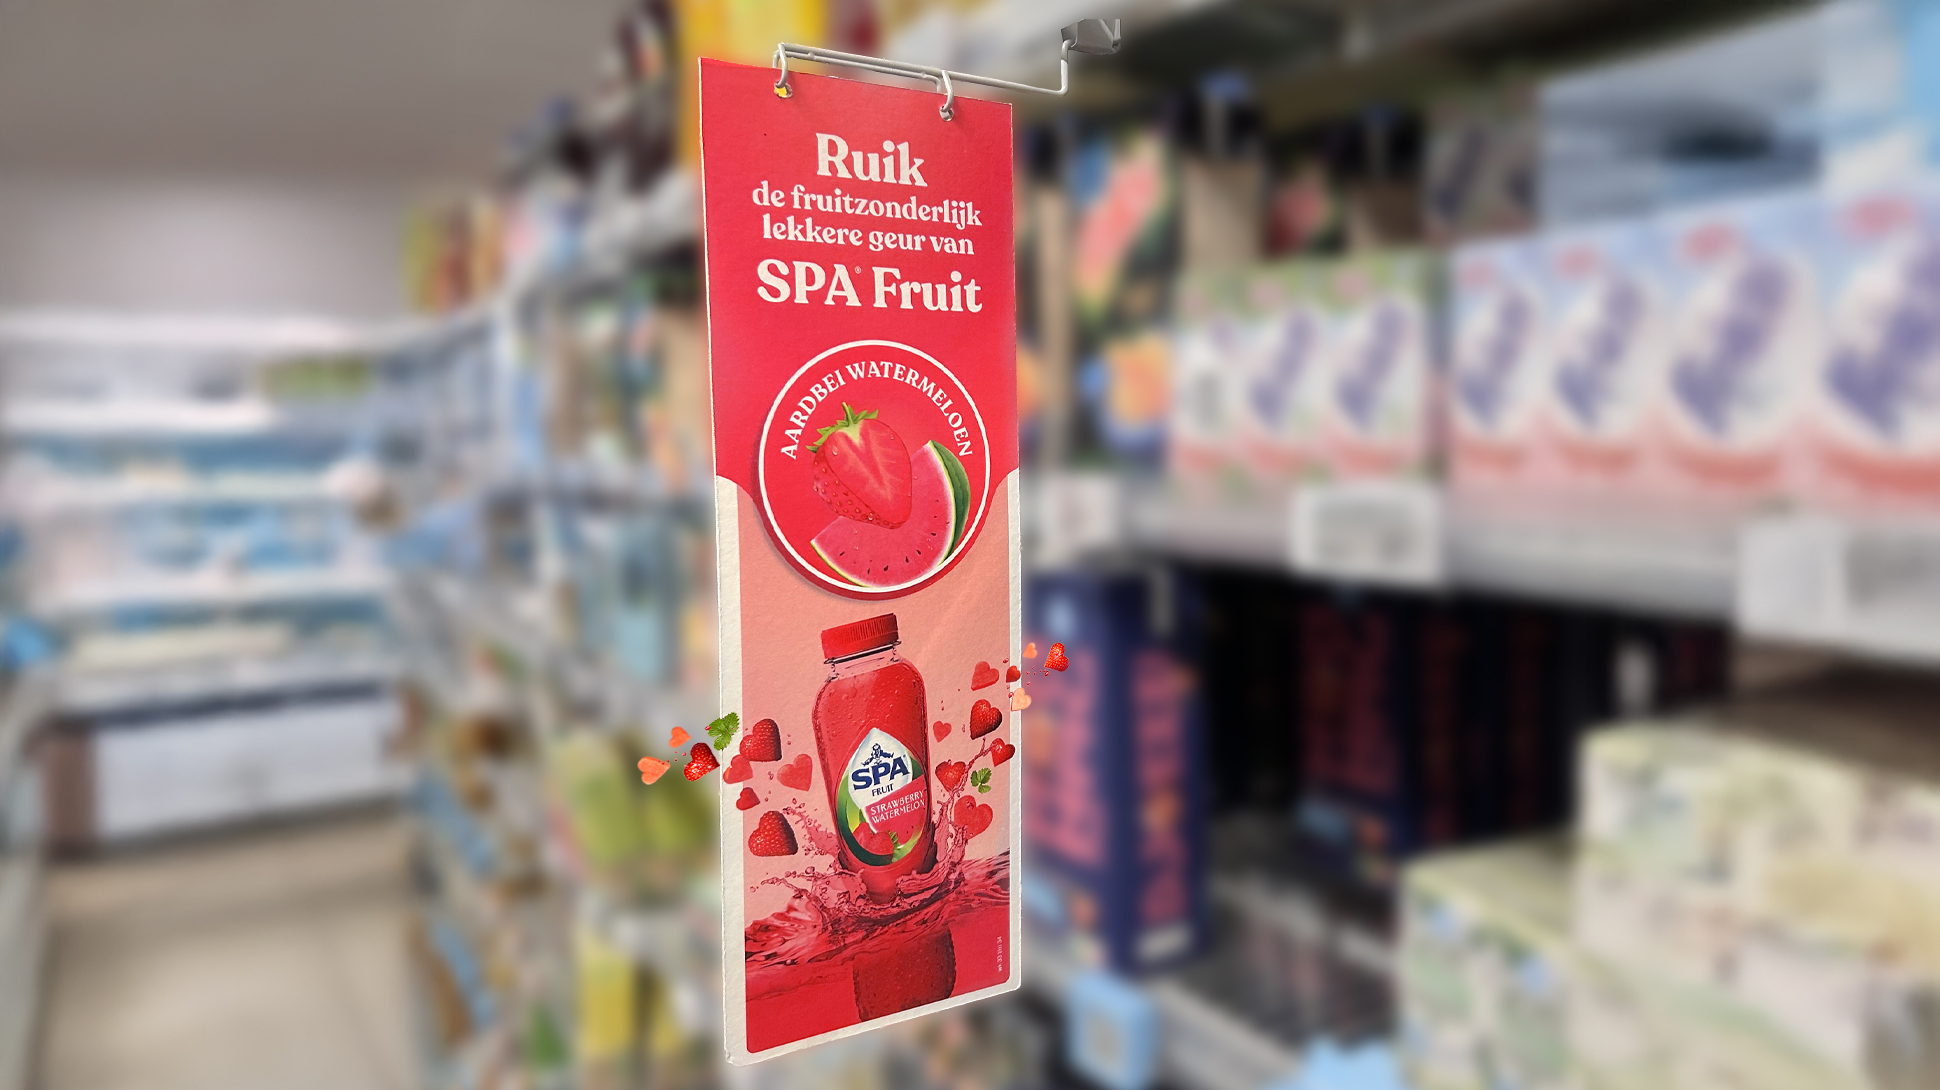 Ruik
de fruitzonderlijk
lekkere geur van
SPA® Fruit
AARDBEI WATERMELOEN
SPA
FRUIT
STRAWBERRY
WATERMELON